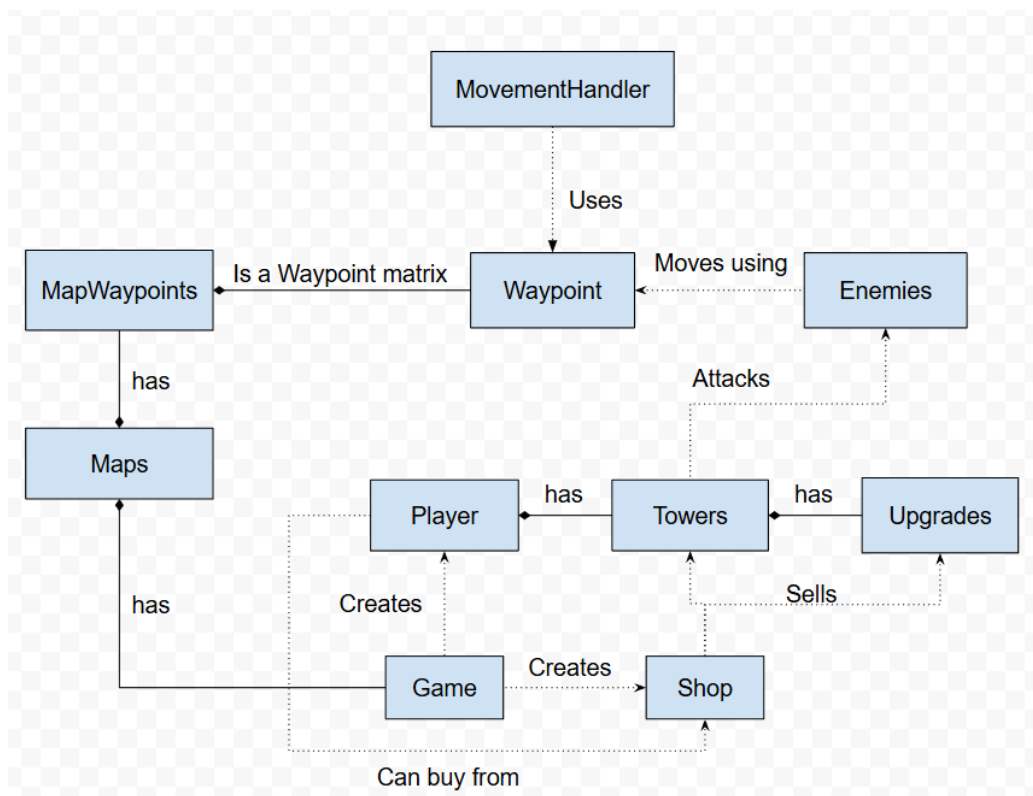 MovementHandler
Uses
MapWaypoints
Is a Waypoint matrix
Waypoint
Moves using
Enemies
has
Attacks
Maps
Player
has
Towers
has
Upgrades
has
Creates
Sells
Game
Creates
Shop
Can buy from